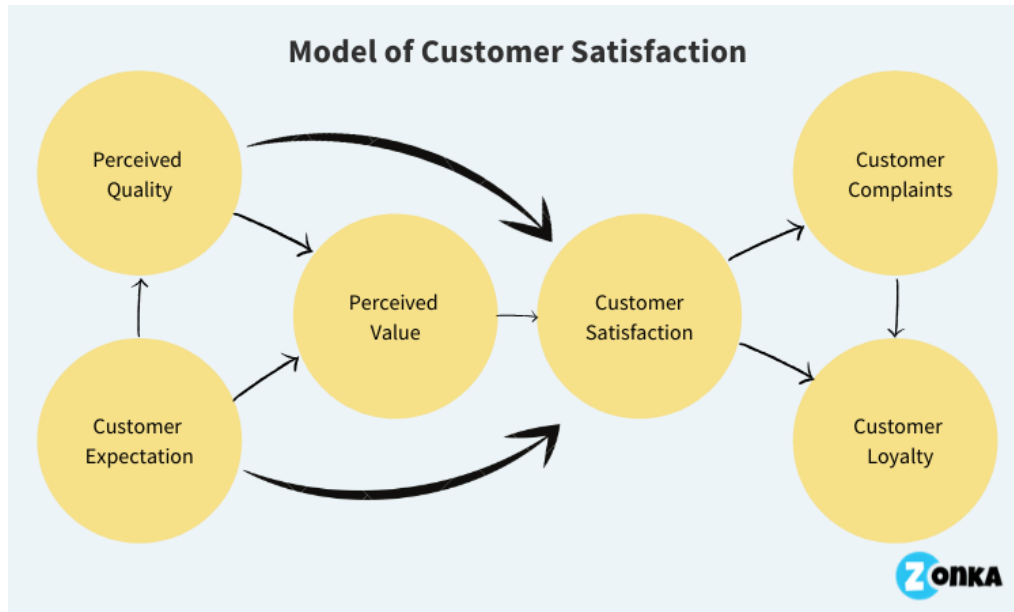 Model of Customer Satisfaction
Perceived
Quality
Customer
Complaints
Perceived
Value
Customer
Satisfaction
Customer
Expectation
Customer
Loyalty
ZONKA